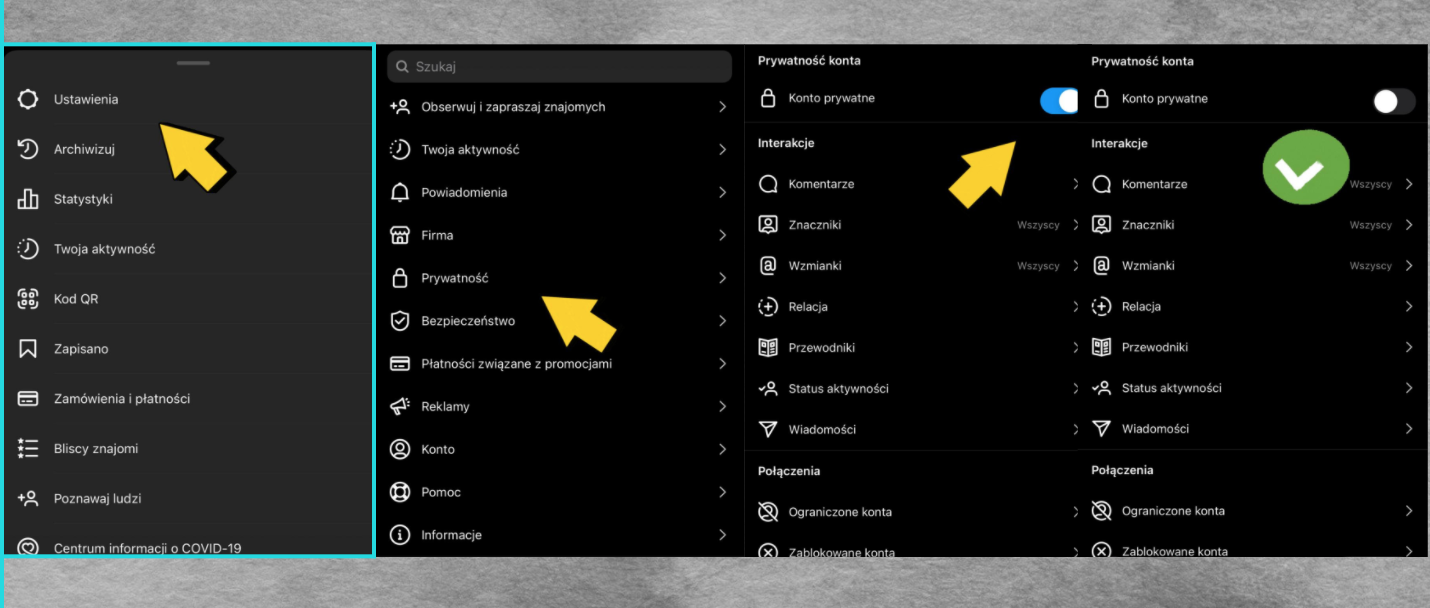 Ustawienia
Archiwizuj
Statystyki
Twoja aktywność
Kod QR
Zapisano
Zamówienia i płatności
Bliscy znajomi
Poznawaj ludzi
Centrum informacji o COVID-19
Szukaj
Obserwuj i zapraszaj znajomych
Twoja aktywność
Powiadomienia
Firma
Prywatność
Bezpieczeństwo
Płatności związane z promocjami
Reklamy
Konto
Pomoc
Informacje
Prywatność konta
Konto prywatne
Interakcje
Komentarze
Znaczniki Wszyscy
Wzmianki Wszyscy
Relacja
Przewodniki
Status aktywności
Wiadomości
Połączenia
Ograniczone konta
Zablokowane konta
Prywatność konta
Konto prywatne
Interakcje
Komentarze Wszyscy
Znaczniki Wszyscy
Wzmianki Wszyscy
Relacja
Przewodniki
Status aktywności
Wiadomości
Połączenia
Ograniczone konta
Zablokowane konta